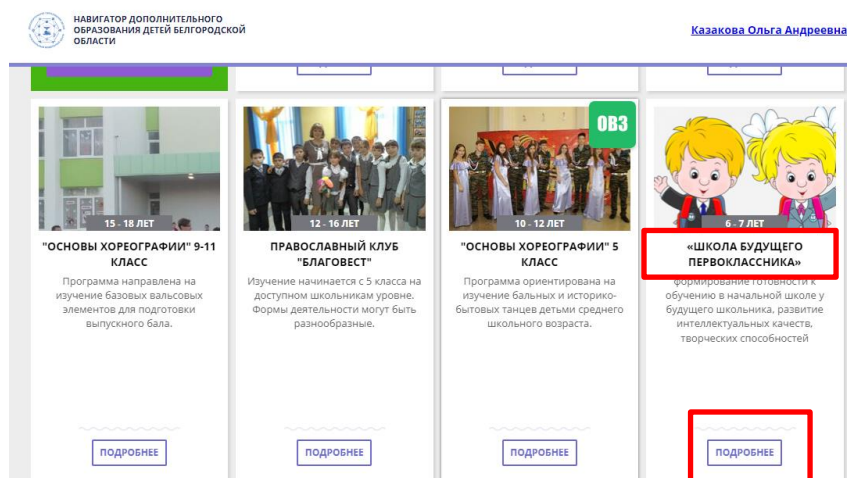 НАВИГАТОР ДОПОЛНИТЕЛЬНОГО
ОБРАЗОВАНИЯ ДЕТЕЙ БЕЛГОРОДСКОЙ
ОБЛАСТИ
Казакова Ольга Андреевна
15 - 18 ЛЕТ
"ОСНОВЫ ХОРЕОГРАФИИ" 9-11
КЛАСС
Программа направлена на
изучение базовых вальсовых
элементов для подготовки
выпускного бала.
ПОДРОБНЕЕ
12 - 16 ЛЕТ
ПРАВОСЛАВНЫЙ КЛУБ
"БЛАГОВЕСТ"
Изучение начинается с 5 класса на
доступном школьникам уровне.
Формы деятельности могут быть
разнообразные.
ПОДРОБНЕЕ
ОВЗ
10 - 12 ЛЕТ
"ОСНОВЫ ХОРЕОГРАФИИ" 5
КЛАСС
Программа ориентирована на
изучение бальных и историко-
бытовых танцев детьми среднего
школьного возраста.
ПОДРОБНЕЕ
6 - 7 ЛЕТ
«ШКОЛА БУДУЩЕГО
ПЕРВОКЛАССНИКА»
формирование готовности к
обучению в начальной школе у
будущего школьника, развитие
интеллектуальных качеств,
творческих способностей
ПОДРОБНЕЕ